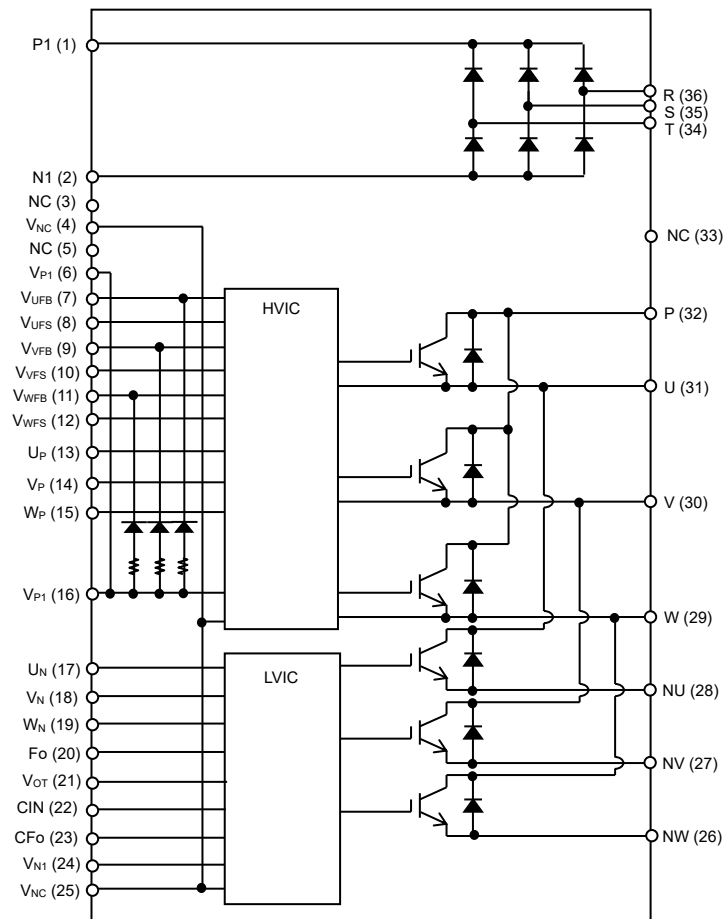 P1 (1)
N1 (2)
NC (3)
VNC (4)
NC (5)
VP1 (6)
VUFB (7)
VUFS (8)
VVFB (9)
VVFS (10)
VWFB (11)
VWFS (12)
UP (13)
VP (14)
WP (15)
VP1 (16)
UN (17)
VN (18)
WN (19)
Fo (20)
VOT (21)
CIN (22)
CFo (23)
VN1 (24)
VNC (25)
HVIC
LVIC
R (36)
S (35)
T (34)
NC (33)
P (32)
U (31)
V (30)
W (29)
NU (28)
NV (27)
NW (26)